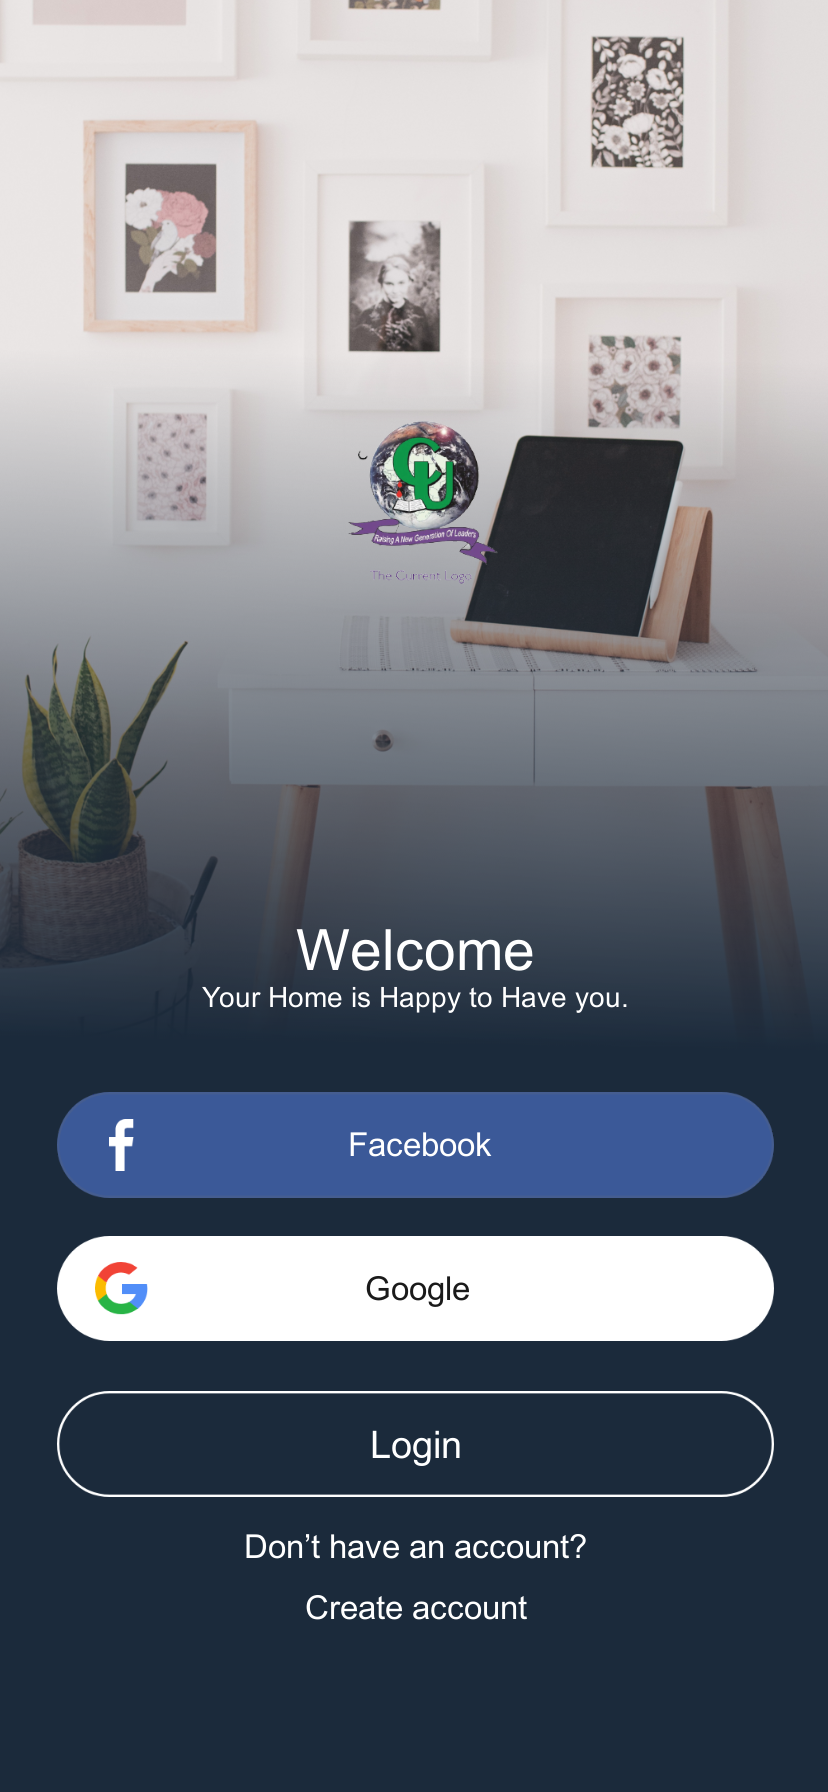 CU
Raising A New Generation Of Leaders
The Current Logo
Welcome
Your Home is Happy to Have you.
Facebook
Google
Login
Don’t have an account?
Create account